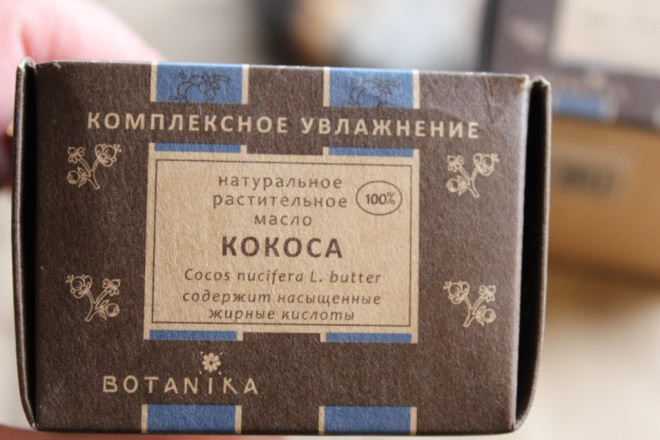 КОМПЛЕКСНОЕ УВЛАЖНЕНИЕ
натуральное
растительное 100%
масло
КОКОСА
Cocos nucifera L. butter
содержит насыщенные
жирные кислоты
BOTANIKA